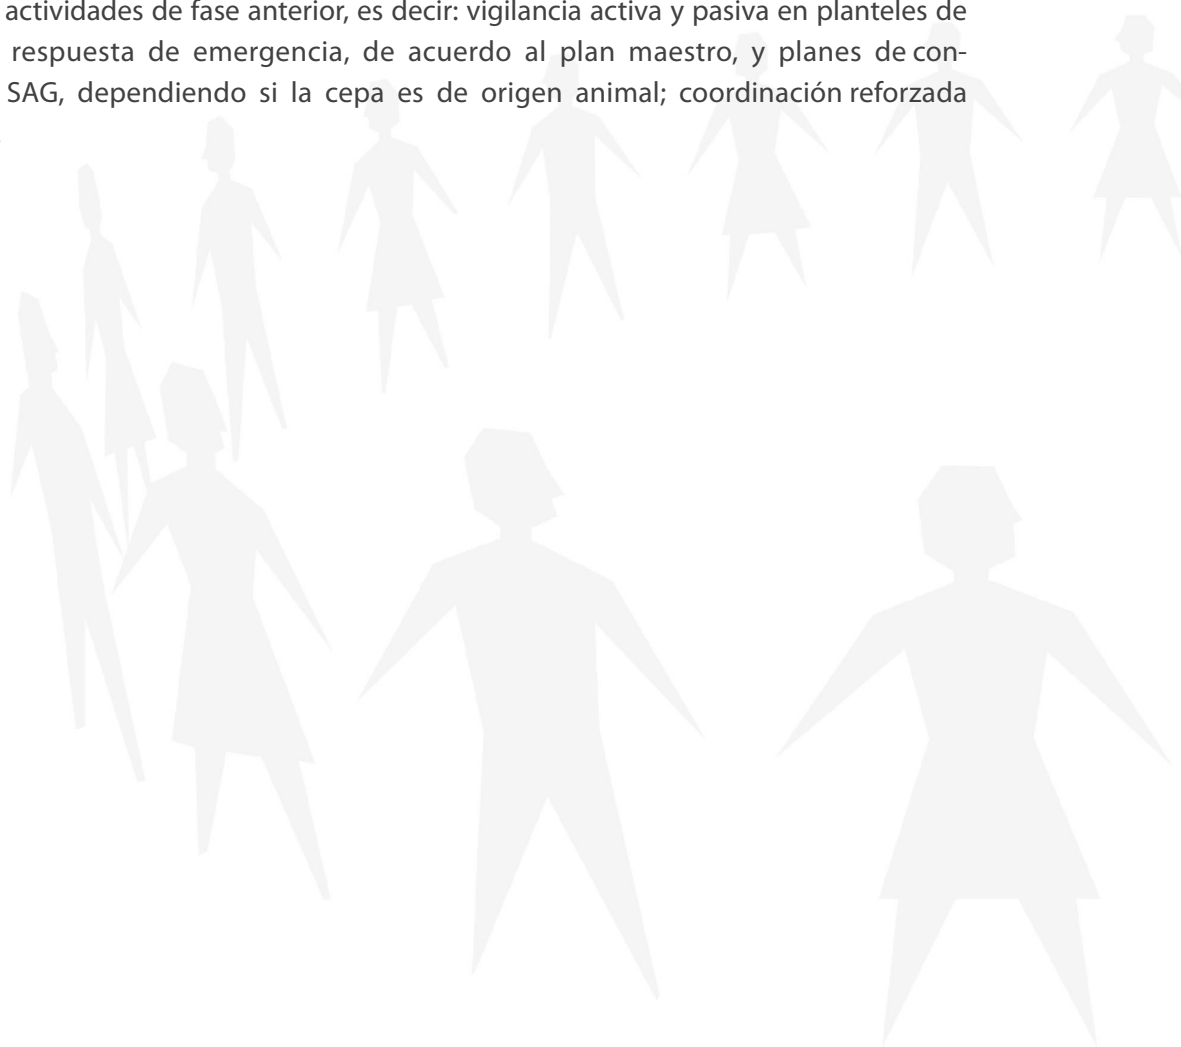 actividades de fase anterior, es decir: vigilancia activa y pasiva en planteles de
respuesta de emergencia, de acuerdo al plan maestro, y planes de con-
SAG, dependiendo si la cepa es de origen animal; coordinación reforzada